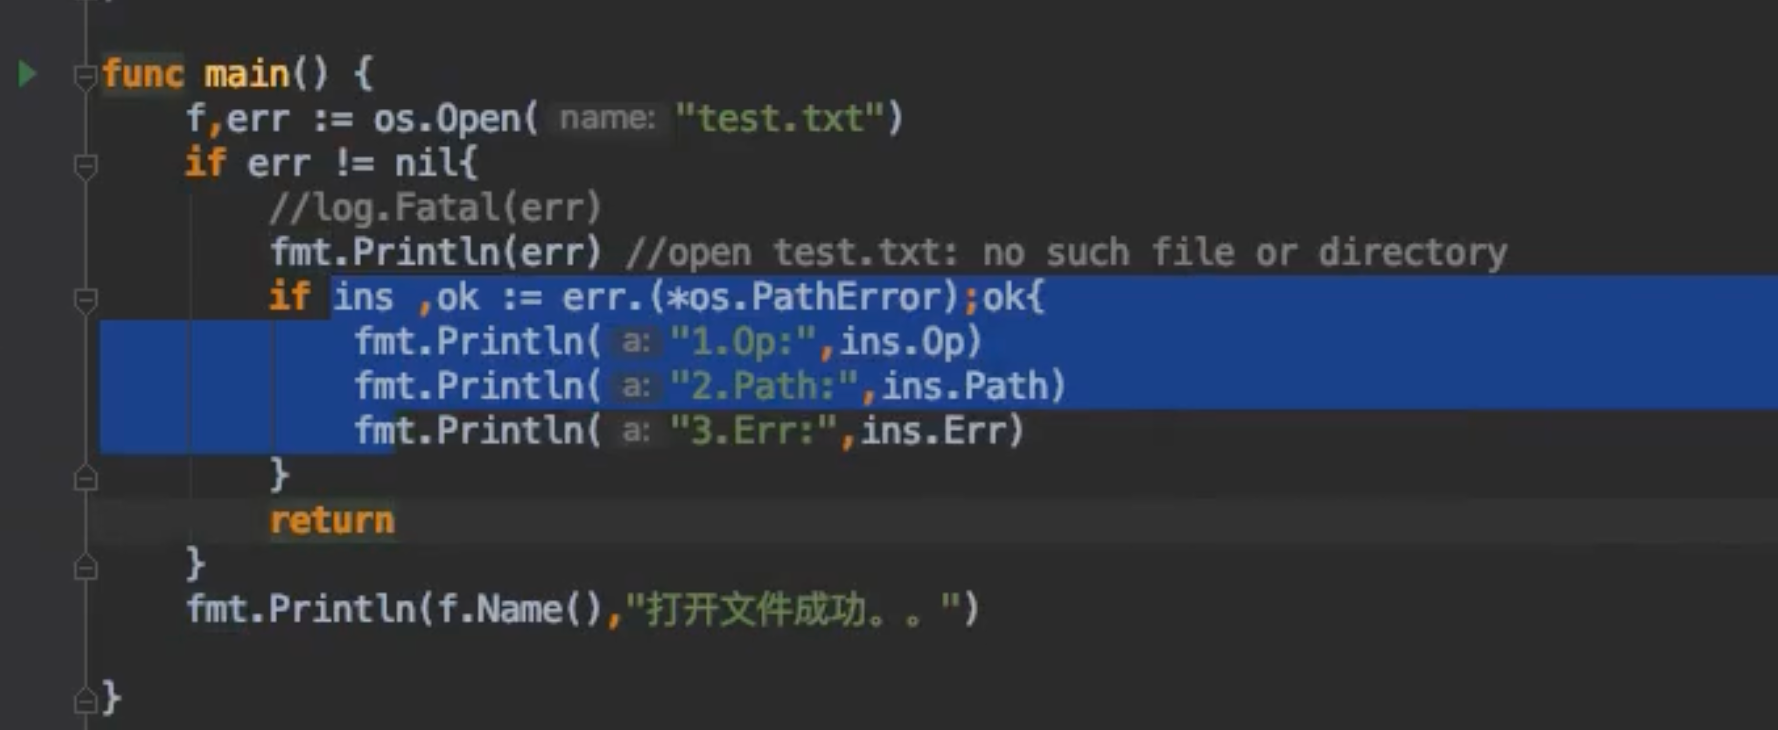 func main() {
f,err := os.Open( name: "test.txt")
if err != nil{
//log.Fatal(err)
fmt.Println(err) //open test.txt: no such file or directory
if ins ,ok := err.(*os.PathError);ok{
fmt.Println( a: "1.Op:",ins.Op)
fmt.Println( a: "2.Path:",ins.Path)
fmt.Println( a: "3.Err:",ins.Err)
}
return
}
fmt.Println(f.Name(),"打开文件成功。。")
}